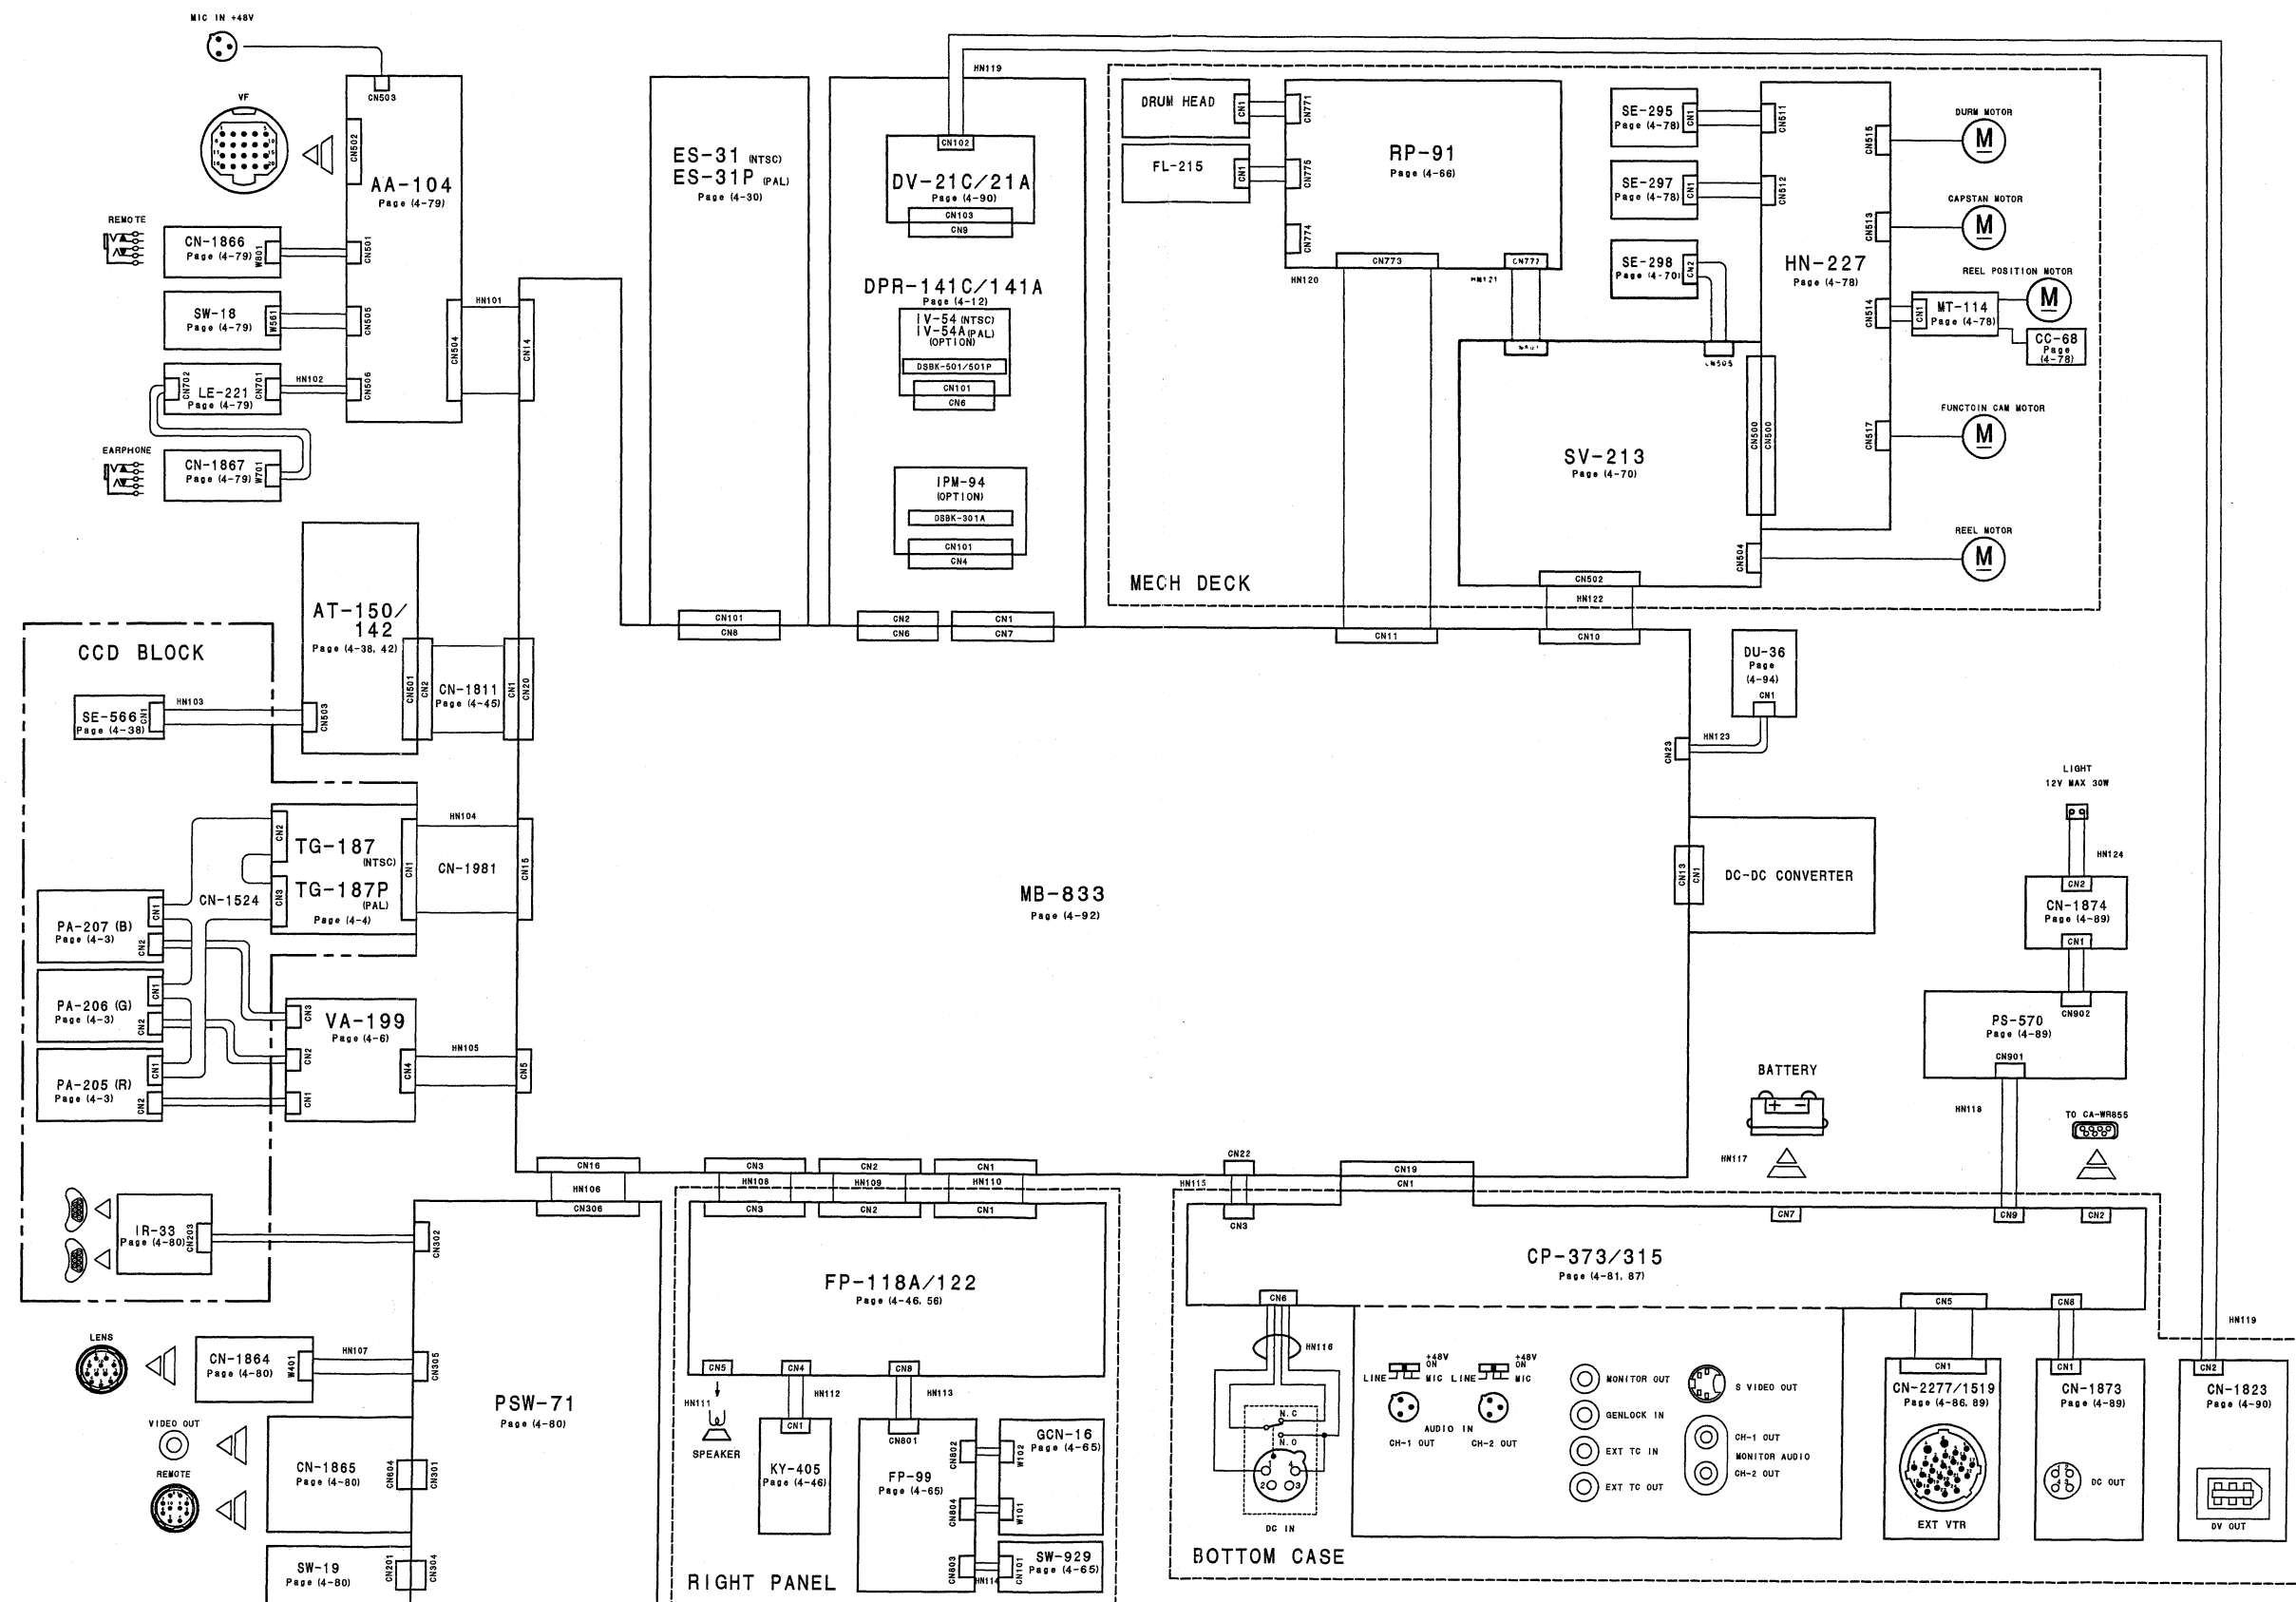 MIC IN +48V
CN503
VF
CN502
AA-104
Page (4-79)
REMOTE
CN-1866
Page (4-79)
W801
CN501
SW-18
Page (4-79)
W561
CN505
CN504
HN101
CN14
CN702
LE-221
Page (4-79)
CN701
HN102
CN506
EARPHONE
CN-1867
Page (4-79)
W701
ES-31 (NTSC)
ES-31P (PAL)
Page (4-30)
CN101
CN8
HN119
CN102
DV-21C/21A
Page (4-90)
CN103
CN9
DPR-141C/141A
Page (4-12)
IV-54 (NTSC)
IV-54A (PAL)
(OPTION)
DSBK-501/501P
CN101
CN6
IPM-94
(OPTION)
DSBK-301A
CN101
CN4
CN2
CN6
CN1
CN7
MECH DECK
DRUM HEAD
CN1
CN771
FL-215
CN1
CN775
CN774
RP-91
Page (4-66)
CN773
CN772
HN120
HN121
SE-295
Page (4-78)
CN1
CN511
SE-297
Page (4-78)
CN1
CN512
SE-298
Page (4-70)
CN2
CN505
HN-227
Page (4-78)
CN515
DURM MOTOR
M
CN513
CAPSTAN MOTOR
M
REEL POSITION MOTOR
M
CN514
CN1
MT-114
Page (4-78)
CC-68
Page
(4-78)
CN517
FUNCTOIN CAM MOTOR
M
SV-213
Page (4-70)
CN500
CN500
CN504
REEL MOTOR
M
CN502
HN122
CN11
CN10
AT-150/
142
Page (4-38, 42)
CN501
CN2
CN-1811
Page (4-45)
CN1
CN20
CCD BLOCK
SE-566
Page (4-38)
CN1
HN103
CN503
CN2
TG-187
(NTSC)
CN3
TG-187P
(PAL)
Page (4-4)
CN1
HN104
CN-1981
CN15
CN-1524
PA-207 (B)
Page (4-3)
CN1
CN2
PA-206 (G)
Page (4-3)
CN1
CN2
PA-205 (R)
Page (4-3)
CN1
CN2
VA-199
Page (4-6)
CN3
CN2
CN1
CN4
HN105
CN5
MB-833
Page (4-92)
DU-36
Page
(4-94)
CN1
HN123
CN23
CN13
CN1
DC-DC CONVERTER
LIGHT
12V MAX 30W
HN124
CN2
CN-1874
Page (4-89)
CN1
CN902
PS-570
Page (4-89)
CN901
HN118
BATTERY
+ -
HN117
TO CA-WR855
IR-33
Page (4-80)
CN203
CN302
CN16
HN106
CN306
PSW-71
Page (4-80)
LENS
CN-1864
Page (4-80)
W401
HN107
CN305
VIDEO OUT
REMOTE
CN-1865
Page (4-80)
CN604
CN301
SW-19
Page (4-80)
CN201
CN304
CN3
CN2
CN1
HN108
HN109
HN110
CN3
CN2
CN1
FP-118A/122
Page (4-46, 56)
CN5
CN4
CN8
HN111
SPEAKER
HN112
CN1
KY-405
Page (4-46)
HN113
CN801
FP-99
Page (4-65)
CN802
CN804
CN803
W102
GCN-16
Page (4-65)
W101
HN114
CN101
SW-929
Page (4-65)
RIGHT PANEL
CN22
HN115
CN3
CN19
CN1
CN7
CN9
CN2
CP-373/315
Page (4-81, 87)
CN6
HN116
N.C
N.O
1 4
2 3
DC IN
+48V
ON
LINE MIC
+48V
ON
LINE MIC
AUDIO IN
CH-1 OUT
CH-2 OUT
MONITOR OUT
GENLOCK IN
EXT TC IN
EXT TC OUT
S VIDEO OUT
CH-1 OUT
MONITOR AUDIO
CH-2 OUT
CN5
CN1
CN-2277/1519
Page (4-86, 89)
EXT VTR
CN8
CN1
CN-1873
Page (4-89)
DC OUT
HN119
CN2
CN-1823
Page (4-90)
DV OUT
BOTTOM CASE